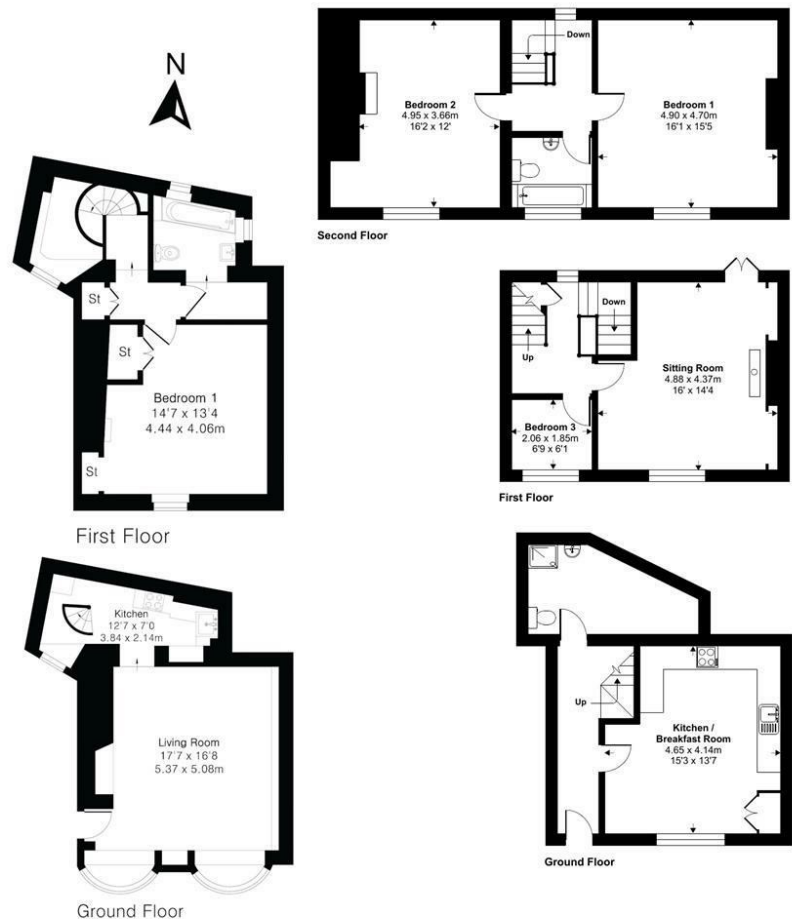 N
St
St
Bedroom 1
14'7 x 13'4
4.44 x 4.06m
St
First Floor
Kitchen
12'7 x 7'0
3.84 x 2.14m
Living Room
17'7 x 16'8
5.37 x 5.08m
Ground Floor
Down
Bedroom 2
4.95 x 3.66m
16'2 x 12'
Bedroom 1
4.90 x 4.70m
16'1 x 15'5
Second Floor
Down
Up
Sitting Room
4.88 x 4.37m
16' x 14'4
Bedroom 3
2.06 x 1.85m
6'9 x 6'1
First Floor
Up
Kitchen /
Breakfast Room
4.65 x 4.14m
15'3 x 13'7
Ground Floor